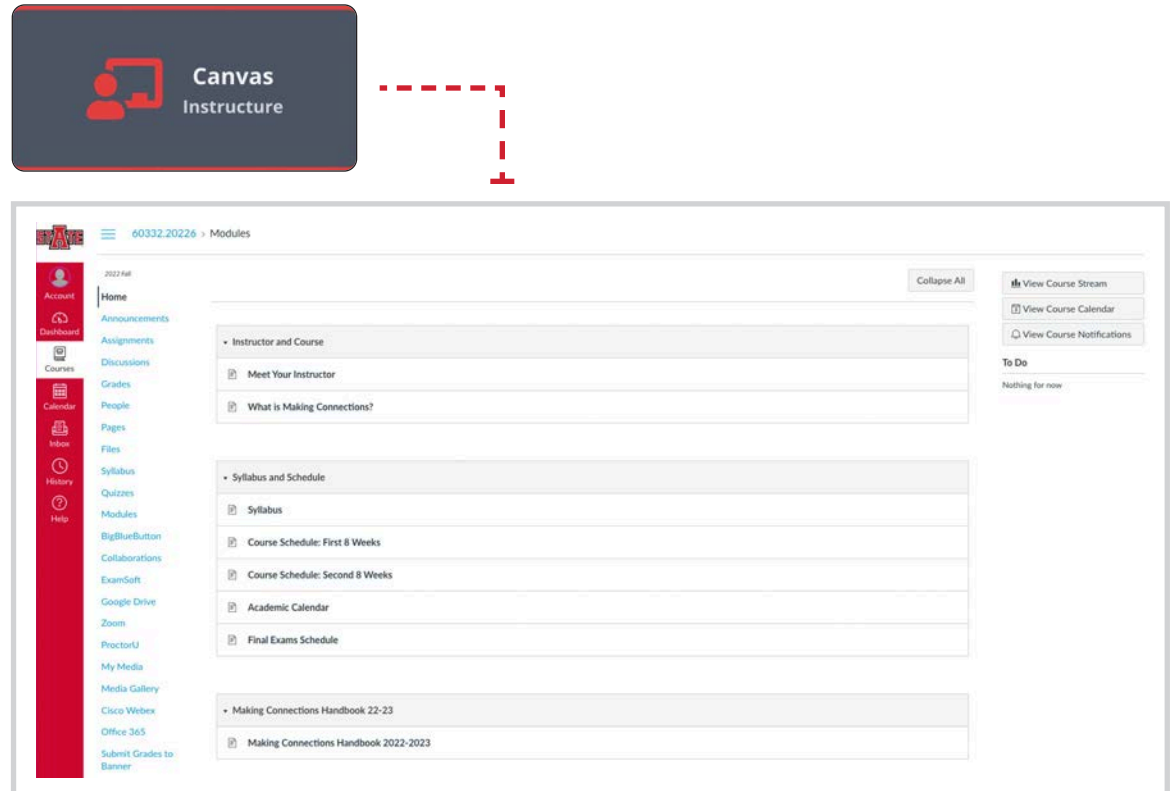 Canvas
Instructure
STATE
60332.20226 › Modules
Account
Dashboard
Courses
Calendar
Inbox
History
Help
2022 Fall
Home
Announcements
Assignments
Discussions
Grades
People
Pages
Files
Syllabus
Quizzes
Modules
BigBlueButton
Collaborations
ExamSoft
Google Drive
Zoom
ProctorU
My Media
Media Gallery
Cisco Webex
Office 365
Submit Grades to
Banner
Collapse All
Instructor and Course
Meet Your Instructor
What is Making Connections?
Syllabus and Schedule
Syllabus
Course Schedule: First 8 Weeks
Course Schedule: Second 8 Weeks
Academic Calendar
Final Exams Schedule
Making Connections Handbook 22-23
Making Connections Handbook 2022-2023
View Course Stream
View Course Calendar
View Course Notifications
To Do
Nothing for now